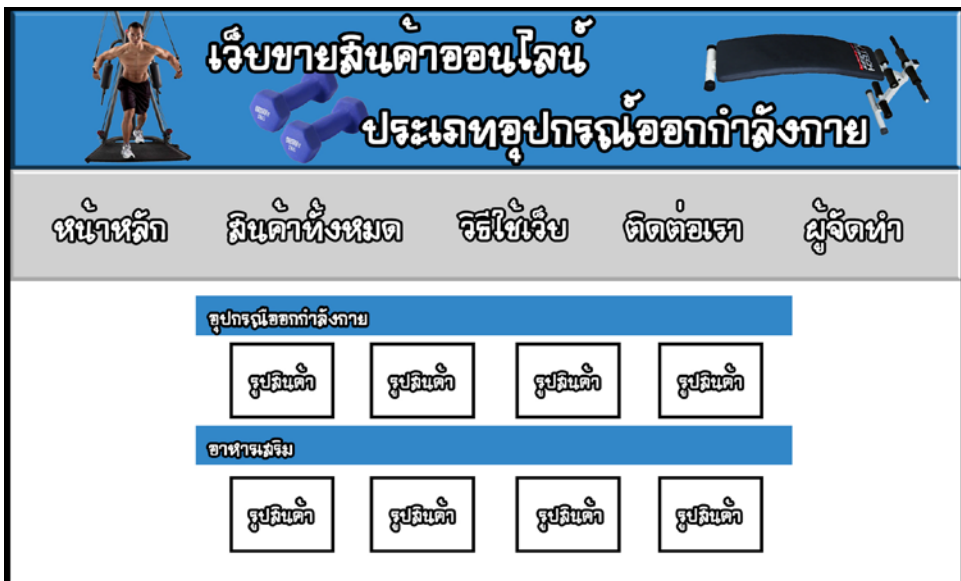 เว็บขายสินค้าออนไลน์
ประเภทอุปกรณ์ออกกำลังกาย
หน้าหลัก สินค้าทั้งหมด วิธีใช้เว็บ ติดต่อเรา ผู้จัดทำ
อุปกรณ์ออกกำลังกาย
รูปสินค้า รูปสินค้า รูปสินค้า รูปสินค้า
อาหารเสริม
รูปสินค้า รูปสินค้า รูปสินค้า รูปสินค้า